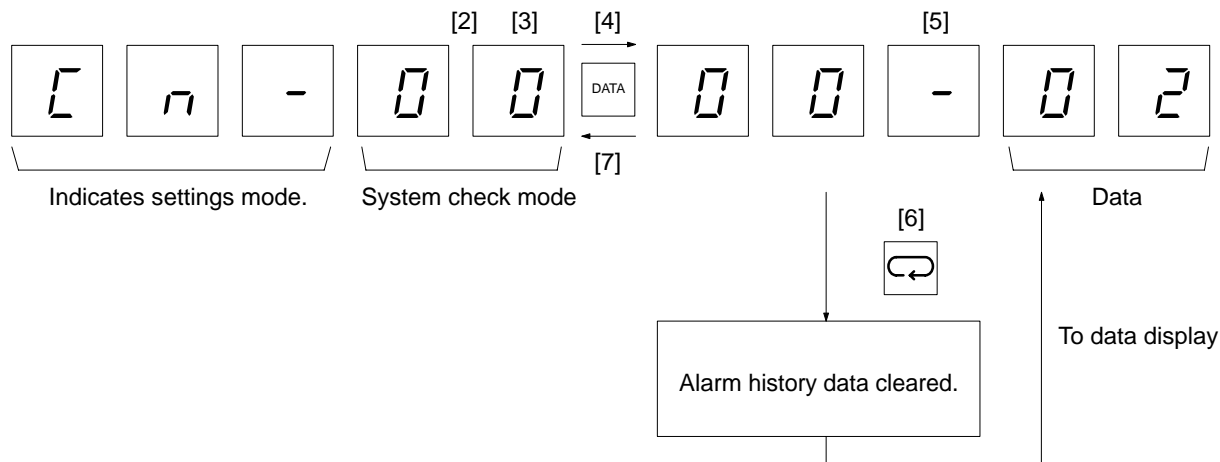 [2] [3] [4] [5]
C n - 0 0 DATA 0 0 - 0 2
[7]
Indicates settings mode. System check mode Data
[6]
To data display
Alarm history data cleared.